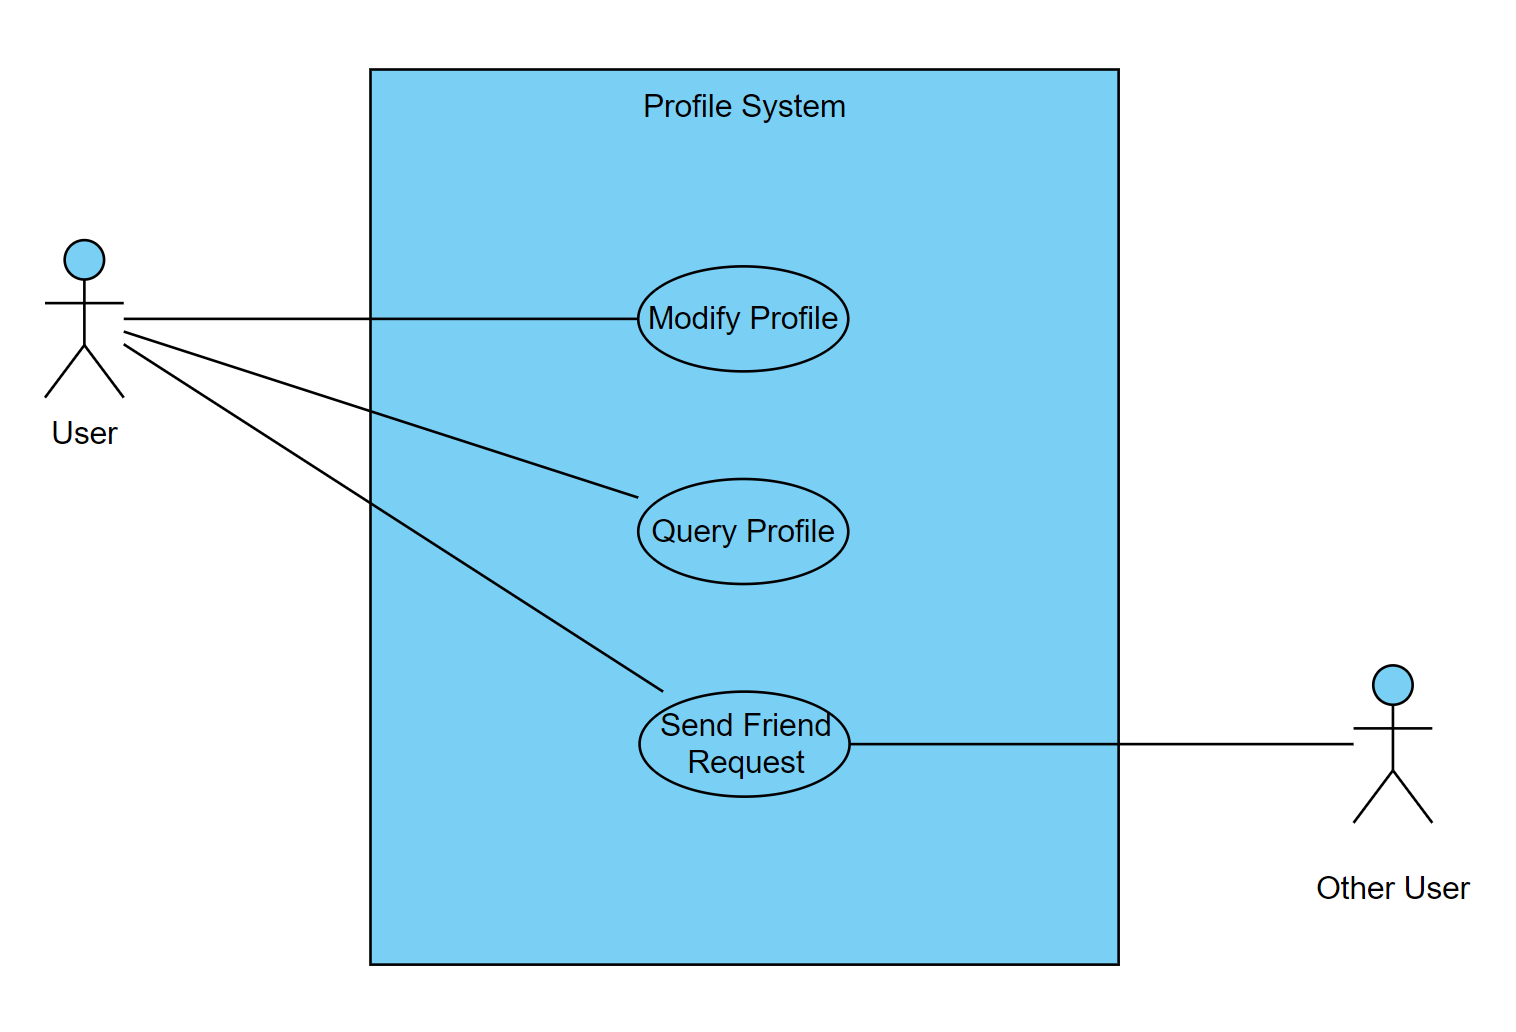 Profile System
Modify Profile
User
Query Profile
Send Friend
Request
Other User